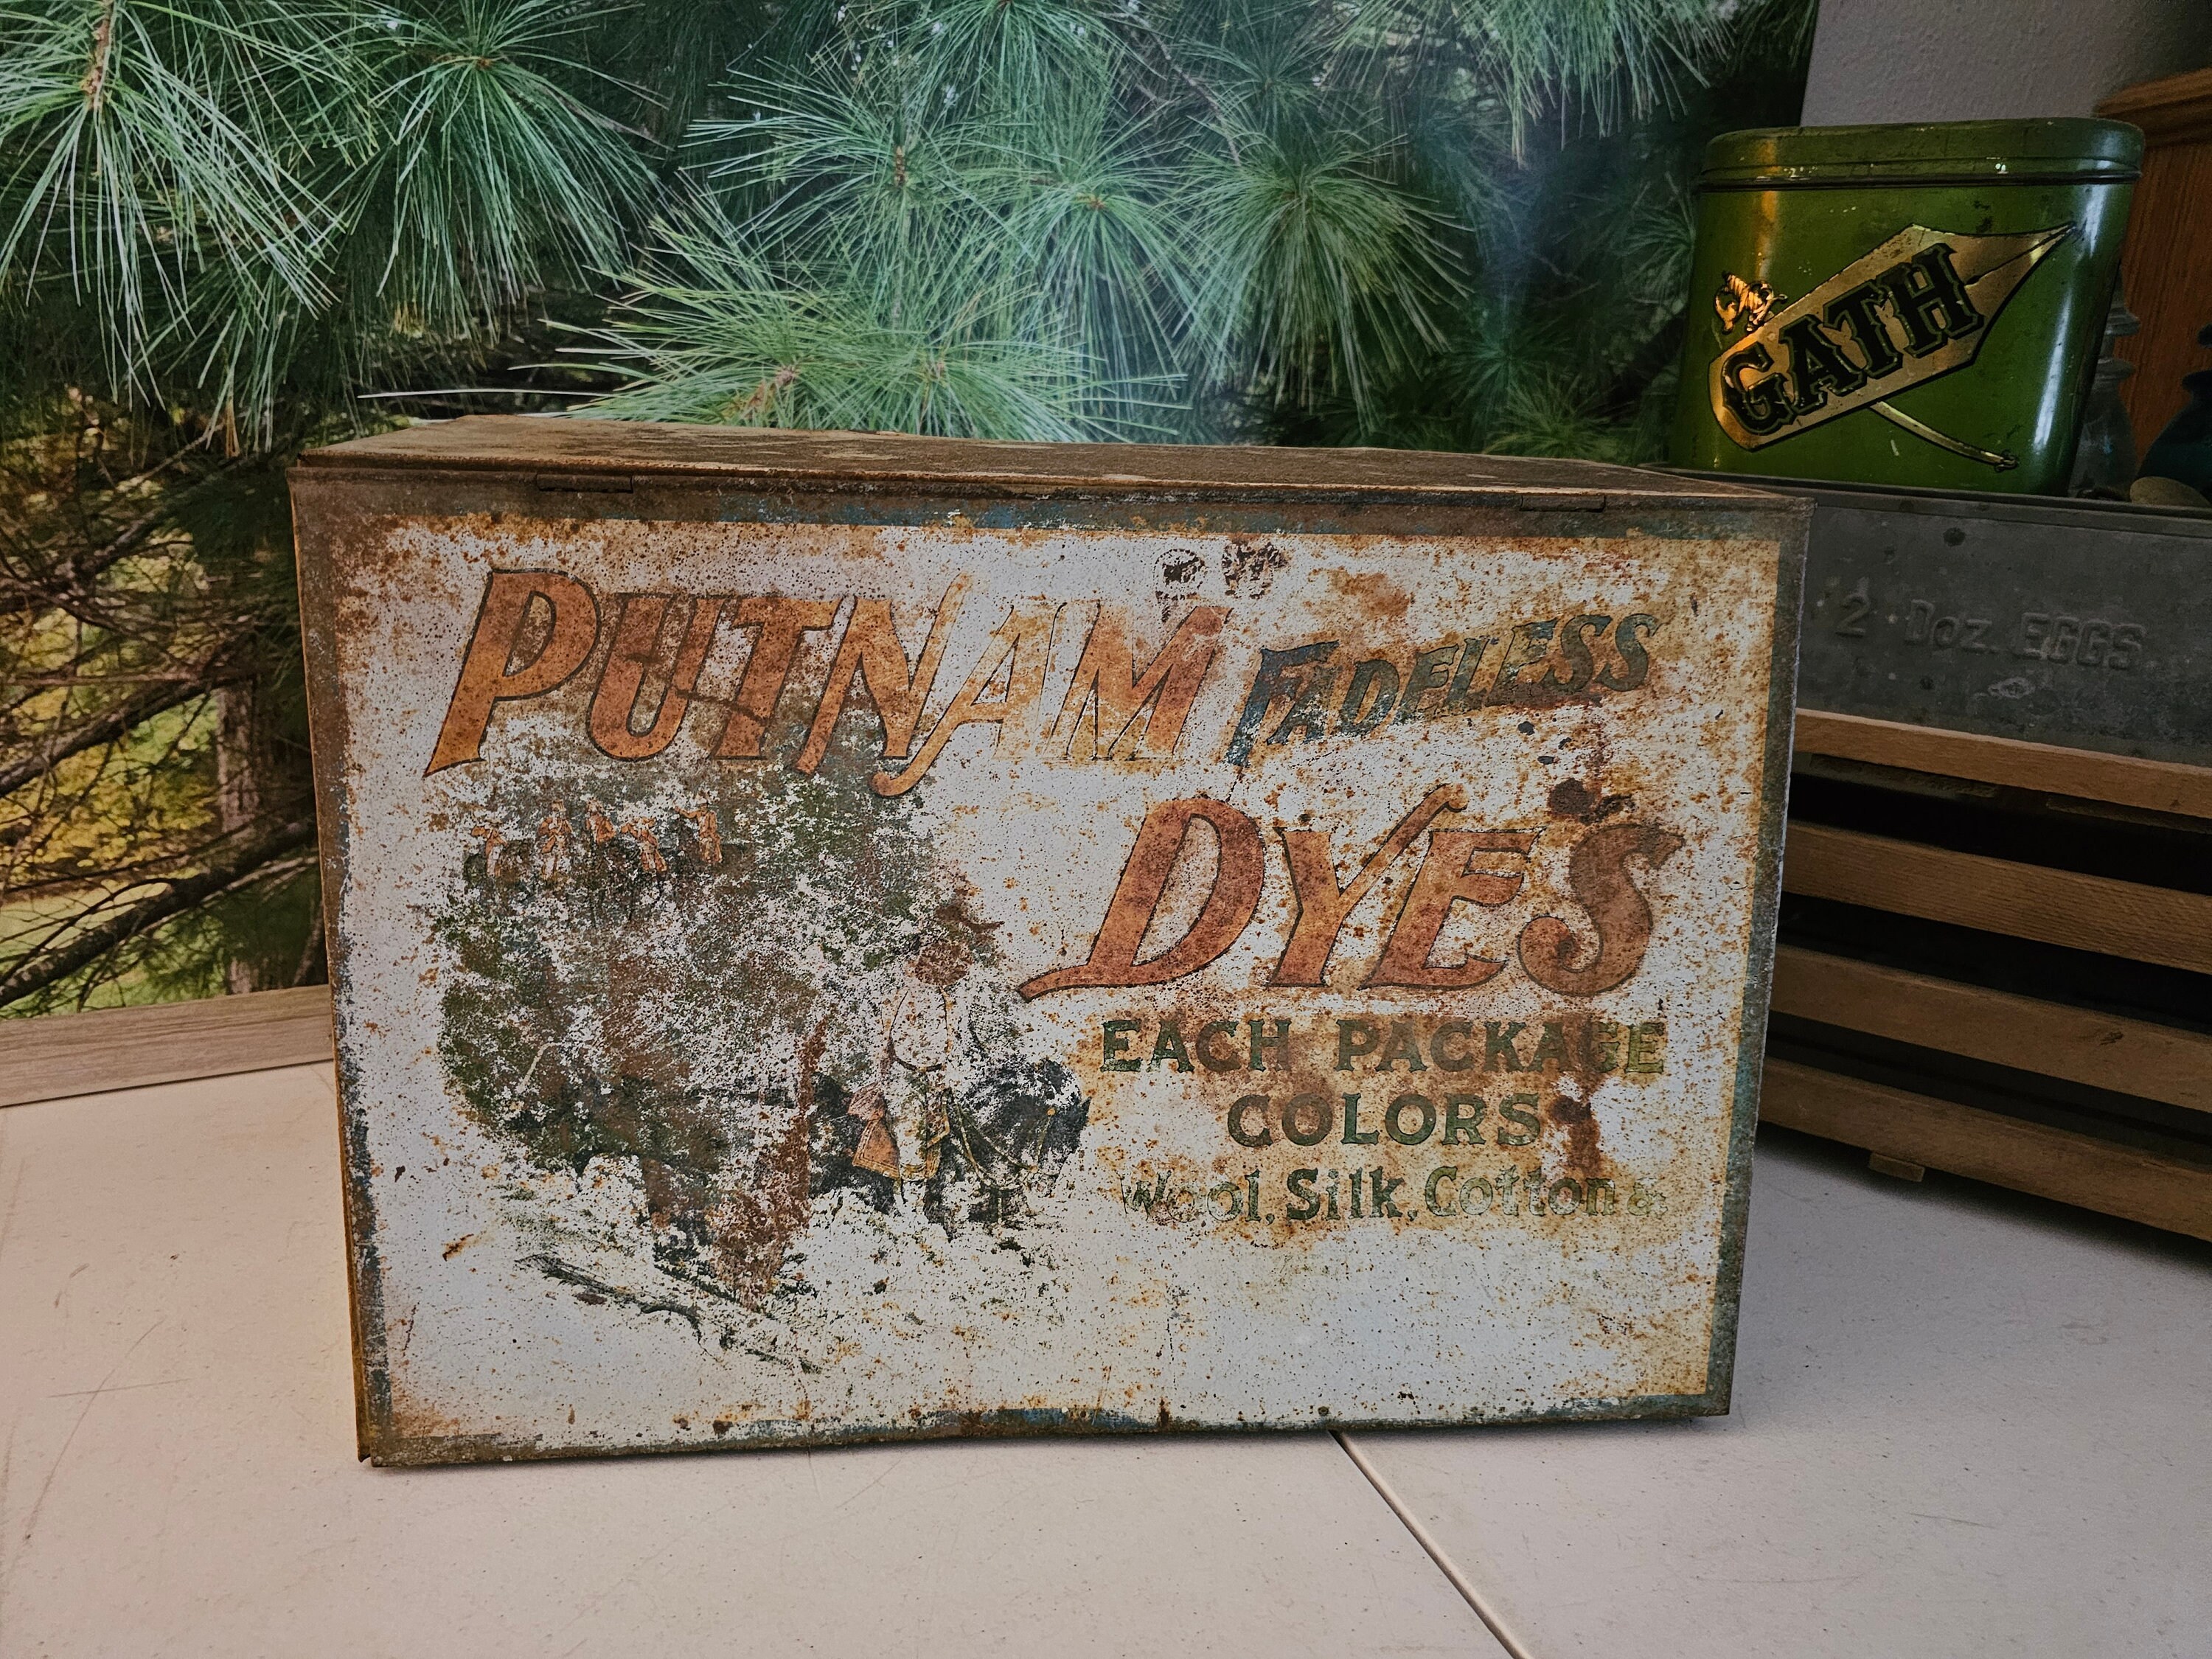 PUTNAM FADELESS
DYES
EACH PACKAGE
COLORS
Wool, Silk, Cotton &
GATH
2 Doz. EGGS